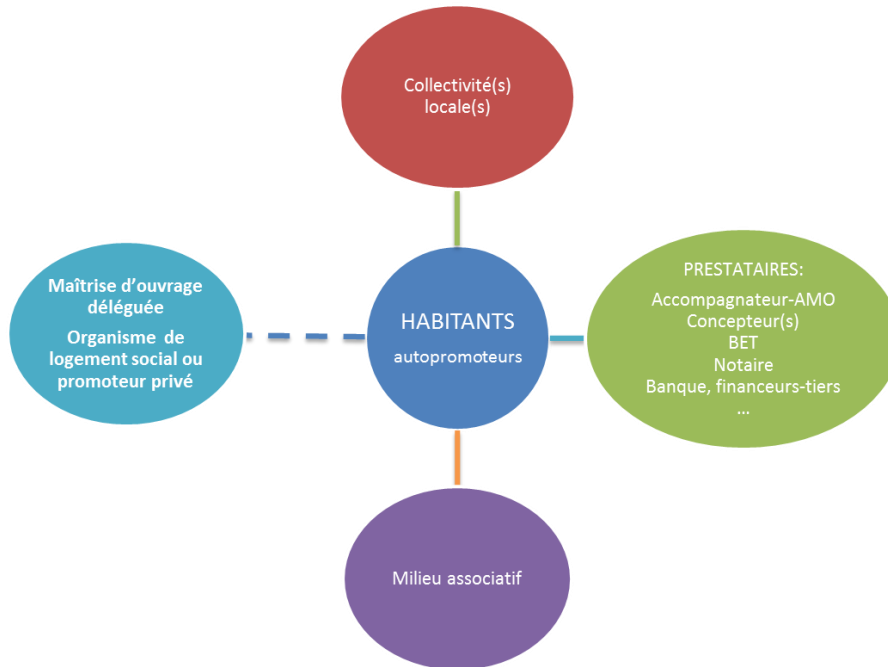 Collectivité(s)
locale(s)
Maîtrise d’ouvrage
déléguée
Organisme de
logement social ou
promoteur privé
HABITANTS
autopromoteurs
PRESTATAIRES:
Accompagnateur-AMO
Concepteur(s)
BET
Notaire
Banque, financeurs-tiers
...
Milieu associatif